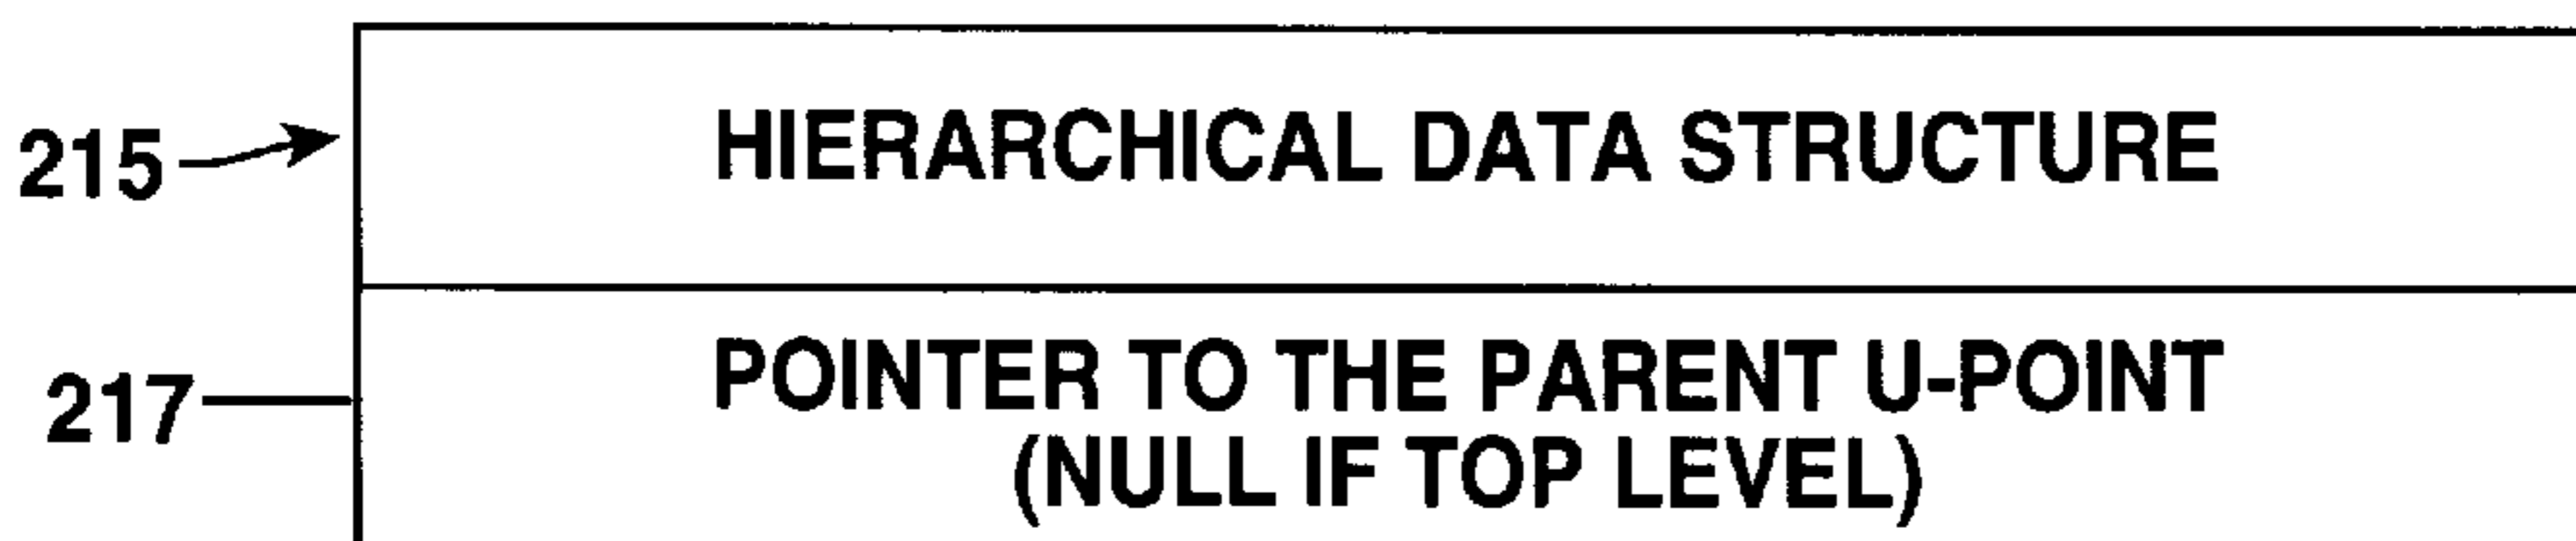 215 HIERARCHICAL DATA STRUCTURE
217 POINTER TO THE PARENT U-POINT
(NULL IF TOP LEVEL)